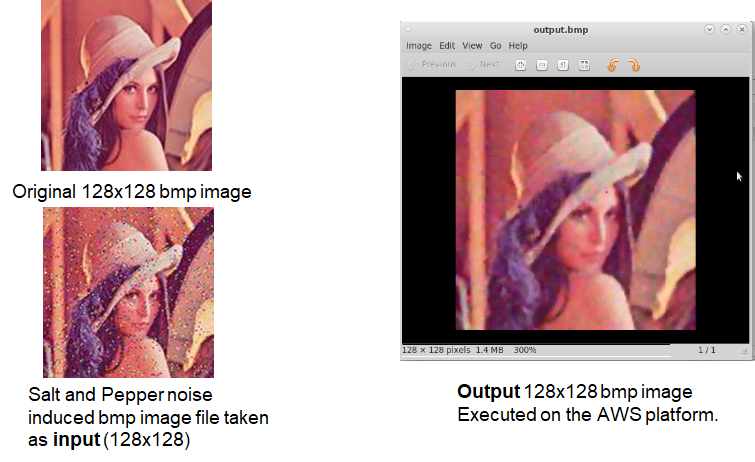 Original 128x128 bmp image
Salt and Pepper noise
induced bmp image file taken
as input (128x128)
output.bmp
Image Edit View Go Help
Previous Next
128 × 128 pixels 1.4 MB 300%
1 / 1
Output 128x128 bmp image
Executed on the AWS platform.